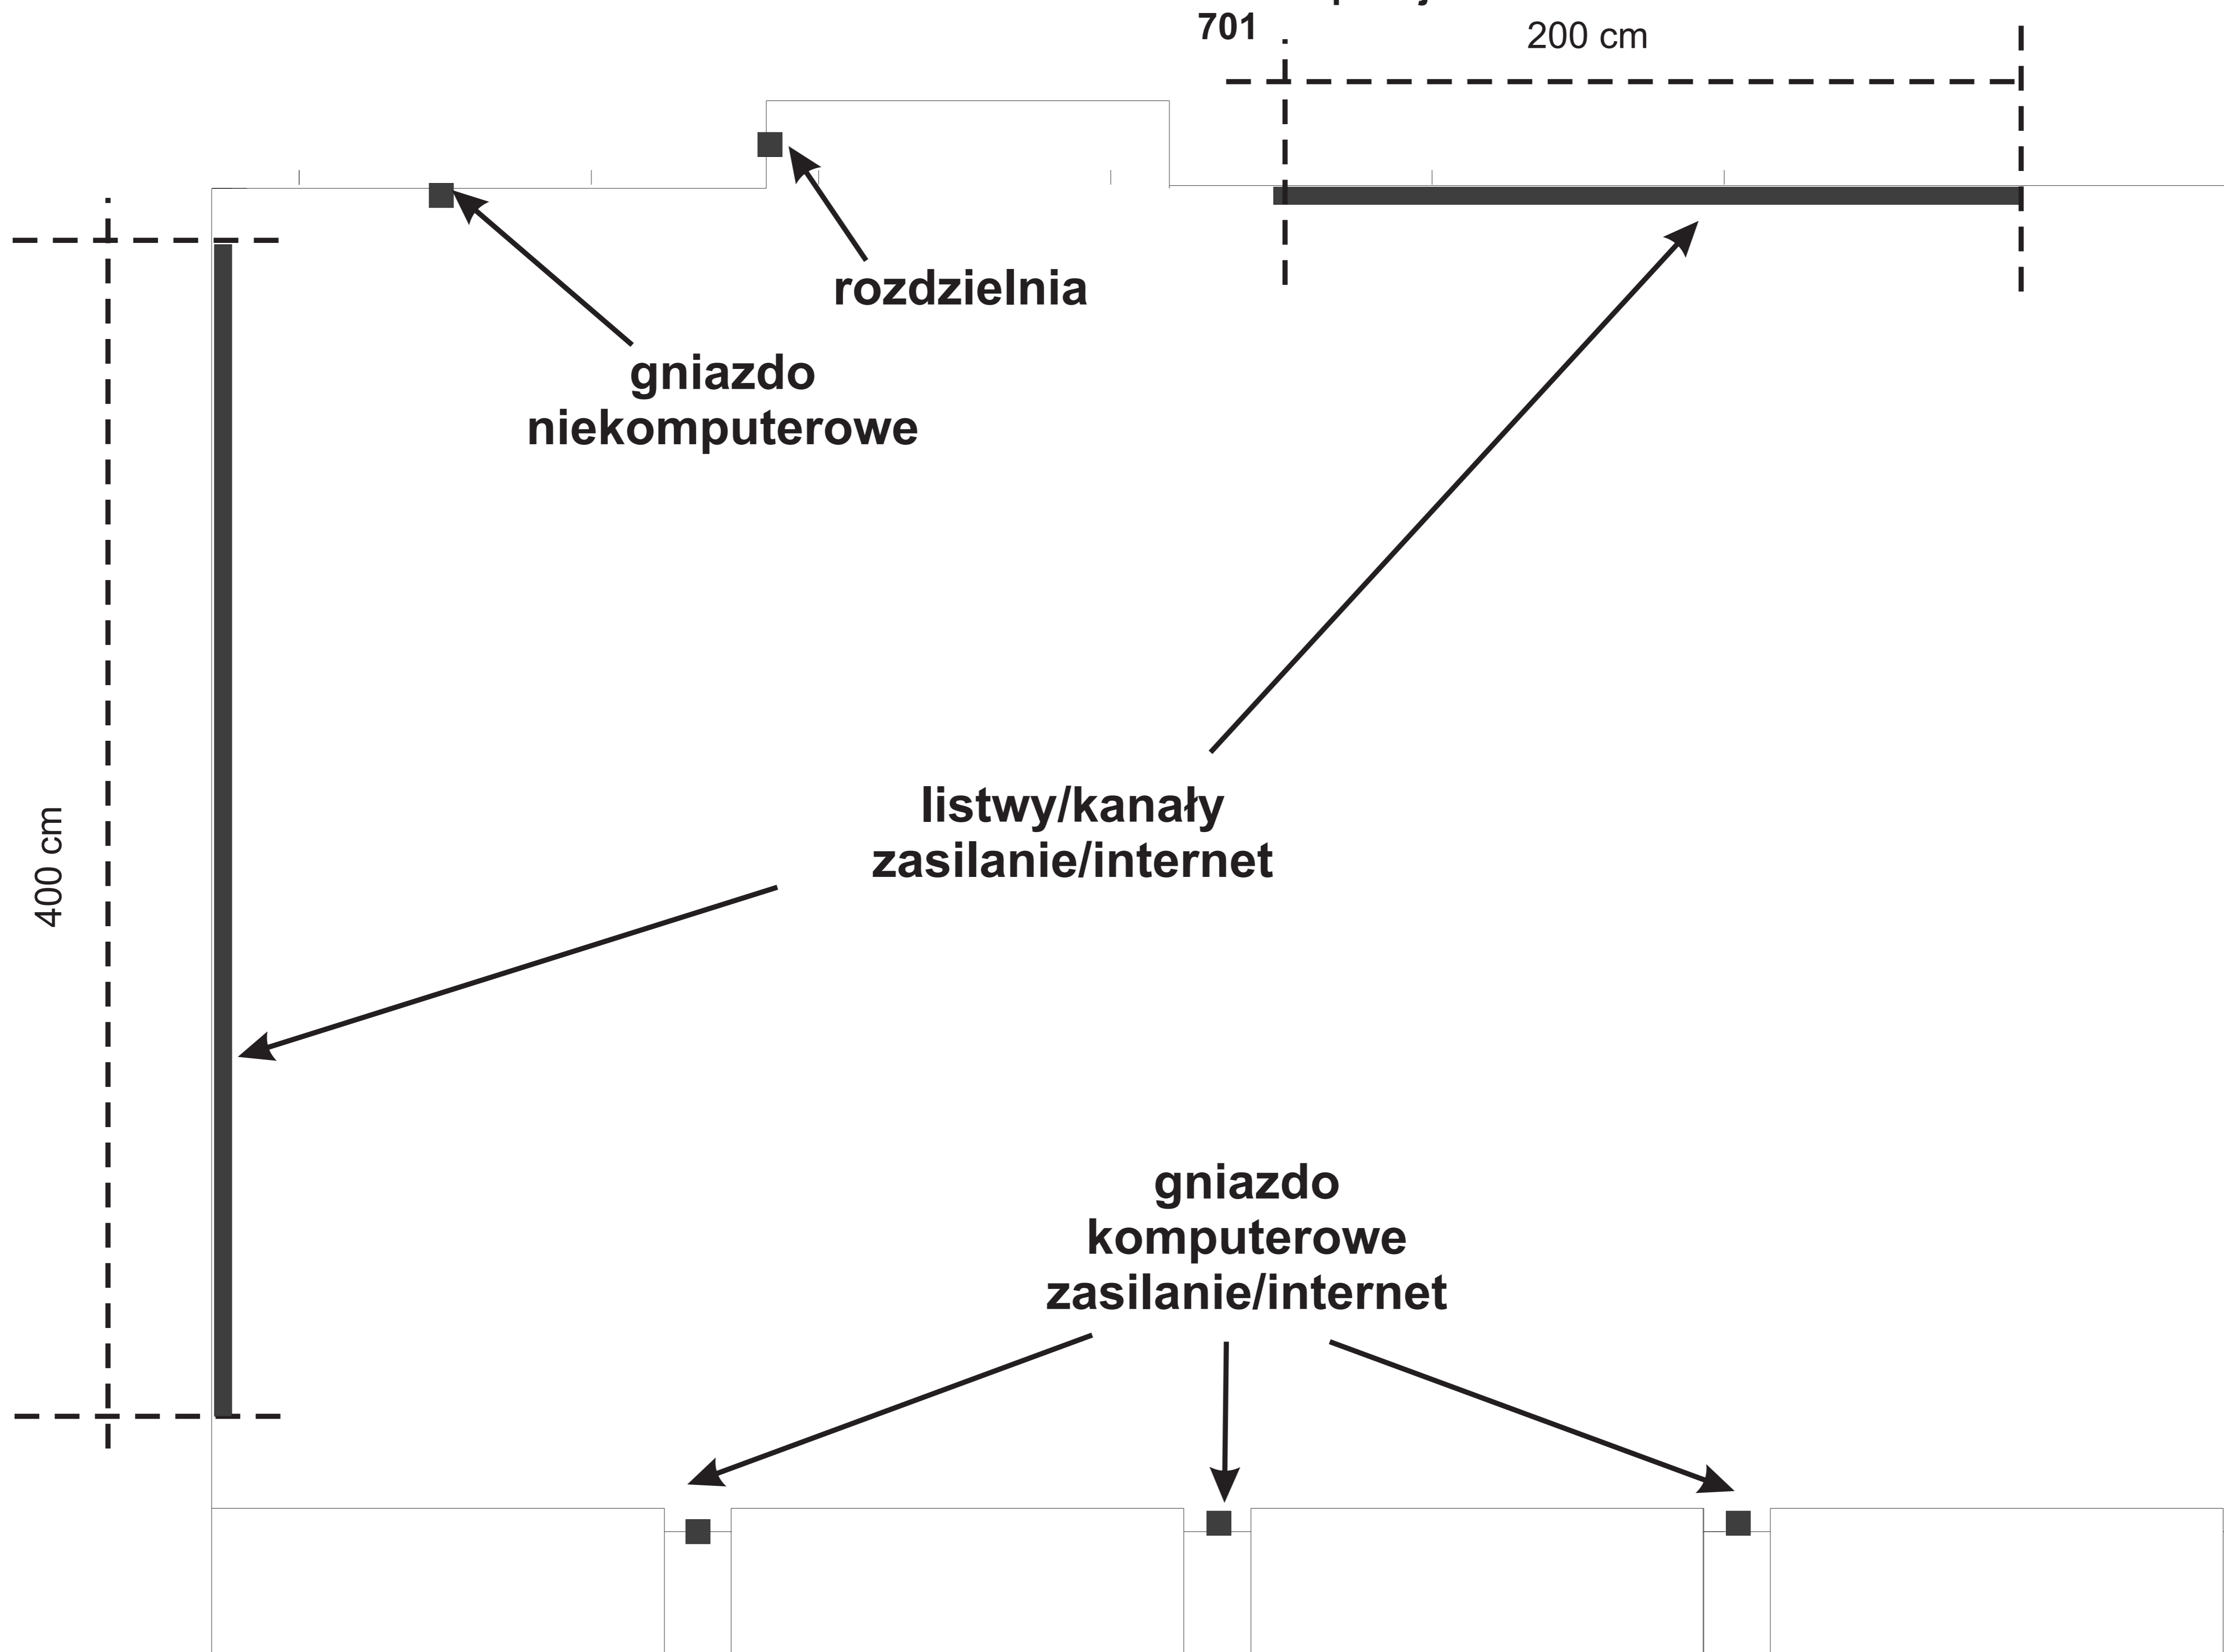 701
200 cm
rozdzielnia
gniazdo
niekomputerowe
listwy/kanały
zasilanie/internet
400 cm
gniazdo
komputerowe
zasilanie/internet